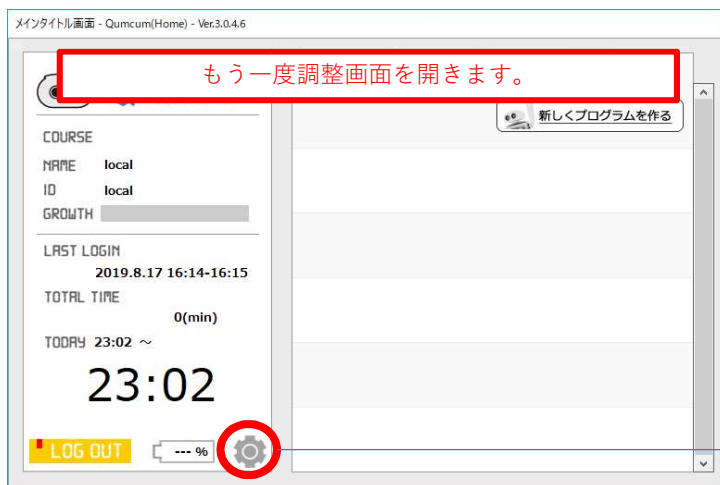 メインタイトル画面 - Qumcum(Home) - Ver.3.0.4.6
もう一度調整画面を開きます。
新しくプログラムを作る
COURSE
NAME local
ID local
GROWTH
LAST LOGIN
2019.8.17 16:14-16:15
TOTAL TIME
0(min)
TODAY 23:02 ～
23:02
LOG OUT --- %